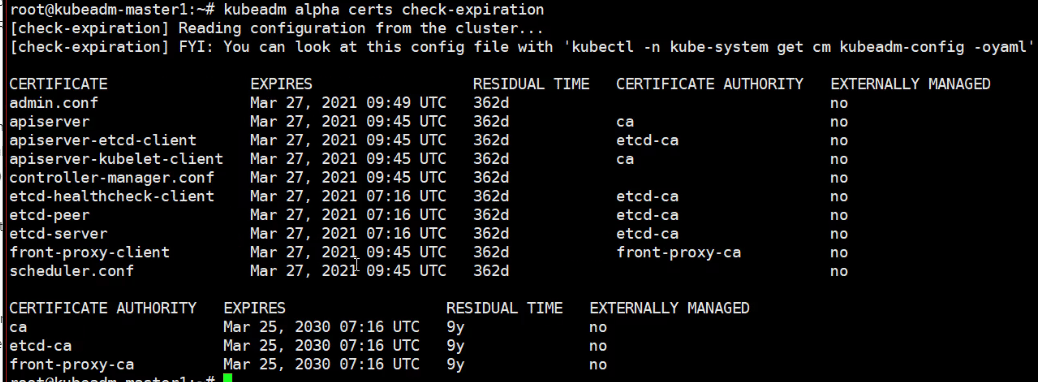 root@kubeadm-master1:~# kubeadm alpha certs check-expiration
[check-expiration] Reading configuration from the cluster...
[check-expiration] FYI: You can look at this config file with 'kubectl -n kube-system get cm kubeadm-config -oyaml'
CERTIFICATE EXPIRES RESIDUAL TIME CERTIFICATE AUTHORITY EXTERNALLY MANAGED
admin.conf Mar 27, 2021 09:49 UTC 362d no
apiserver Mar 27, 2021 09:45 UTC 362d ca no
apiserver-etcd-client Mar 27, 2021 09:45 UTC 362d etcd-ca no
apiserver-kubelet-client Mar 27, 2021 09:45 UTC 362d ca no
controller-manager.conf Mar 27, 2021 09:45 UTC 362d no
etcd-healthcheck-client Mar 27, 2021 07:16 UTC 362d etcd-ca no
etcd-peer Mar 27, 2021 07:16 UTC 362d etcd-ca no
etcd-server Mar 27, 2021 07:16 UTC 362d etcd-ca no
front-proxy-client Mar 27, 2021 09:45 UTC 362d front-proxy-ca no
scheduler.conf Mar 27, 2021 09:45 UTC 362d no
CERTIFICATE AUTHORITY EXPIRES RESIDUAL TIME EXTERNALLY MANAGED
ca Mar 25, 2030 07:16 UTC 9y no
etcd-ca Mar 25, 2030 07:16 UTC 9y no
front-proxy-ca Mar 25, 2030 07:16 UTC 9y no
root@kubeadm-master1:~#